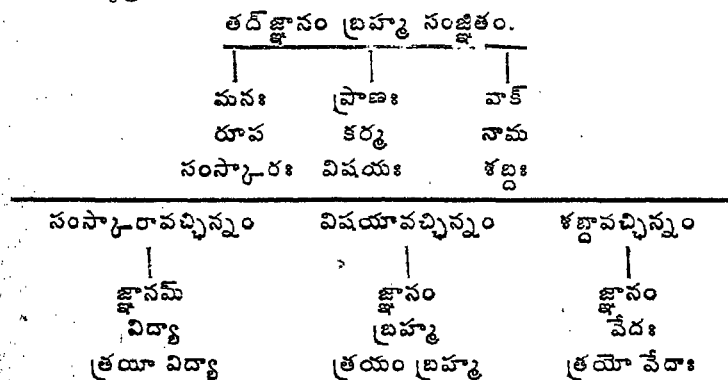 తద్‌జ్ఞానం బ్రహ్మ సంజ్ఞితం.
మనః ప్రాణః వాక్
రూప కర్మ నామ
సంస్కారః విషయః శబ్దః
సంస్కారావచ్ఛిన్నం విషయావచ్ఛిన్నం శబ్దావచ్ఛిన్నం
జ్ఞానమ్ జ్ఞానం జ్ఞానం
విద్యా బ్రహ్మ వేదః
త్రయీ విద్యా త్రయం బ్రహ్మ త్రయో వేదాః